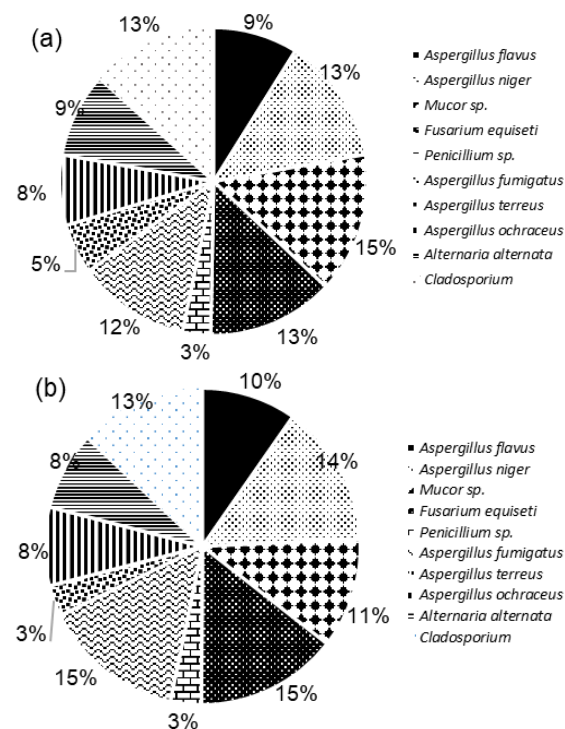 (a)
13%
9%
13%
15%
13%
3%
12%
5%
8%
9%
Aspergillus flavus
Aspergillus niger
Mucor sp.
Fusarium equiseti
Penicillium sp.
Aspergillus fumigatus
Aspergillus terreus
Aspergillus ochraceus
Alternaria alternata
Cladosporium
(b)
13%
10%
14%
11%
15%
3%
15%
3%
8%
8%
Aspergillus flavus
Aspergillus niger
Mucor sp.
Fusarium equiseti
Penicillium sp.
Aspergillus fumigatus
Aspergillus terreus
Aspergillus ochraceus
Alternaria alternata
Cladosporium